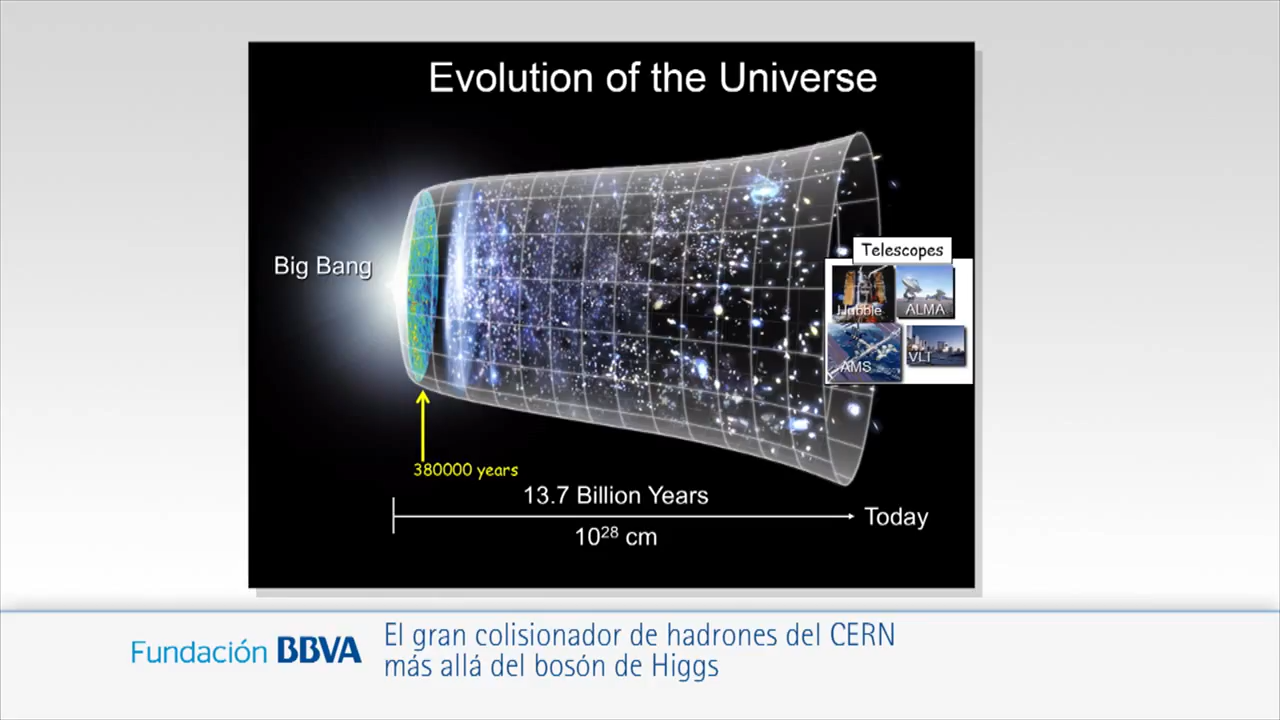 Evolution of the Universe
Big Bang
Telescopes
Hubble
ALMA
AMS
VLT
380000 years
13.7 Billion Years
10²⁸ cm
Today
Fundación BBVA
El gran colisionador de hadrones del CERN
más allá del bosón de Higgs